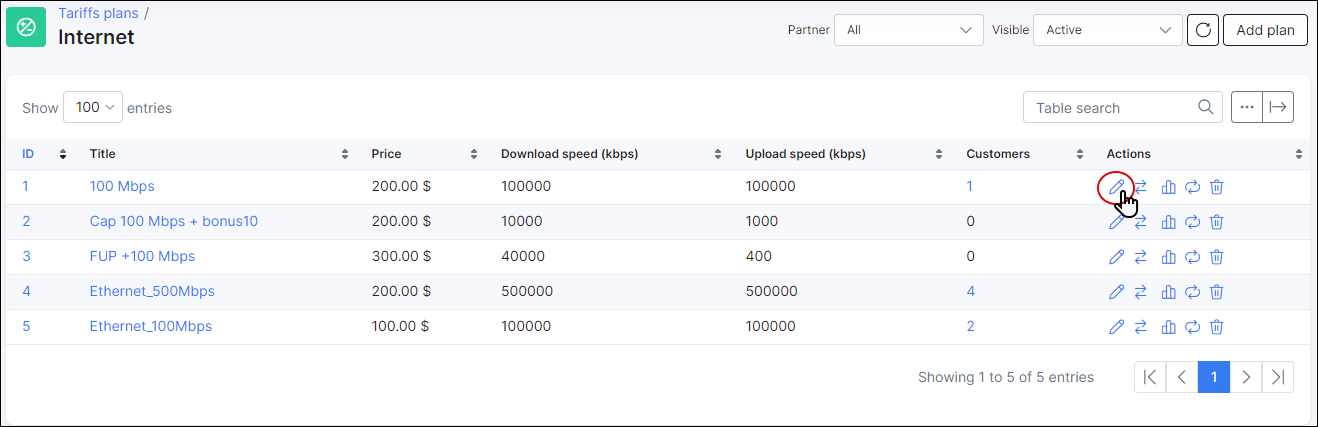 Tariffs plans /
Internet
Partner All Visible Active Add plan
Show 100 entries Table search
ID Title Price Download speed (kbps) Upload speed (kbps) Customers Actions
1 100 Mbps 200.00 $ 100000 100000 1
2 Cap 100 Mbps + bonus10 200.00 $ 10000 1000 0
3 FUP +100 Mbps 300.00 $ 40000 400 0
4 Ethernet_500Mbps 200.00 $ 500000 500000 4
5 Ethernet_100Mbps 100.00 $ 100000 100000 2
Showing 1 to 5 of 5 entries 1